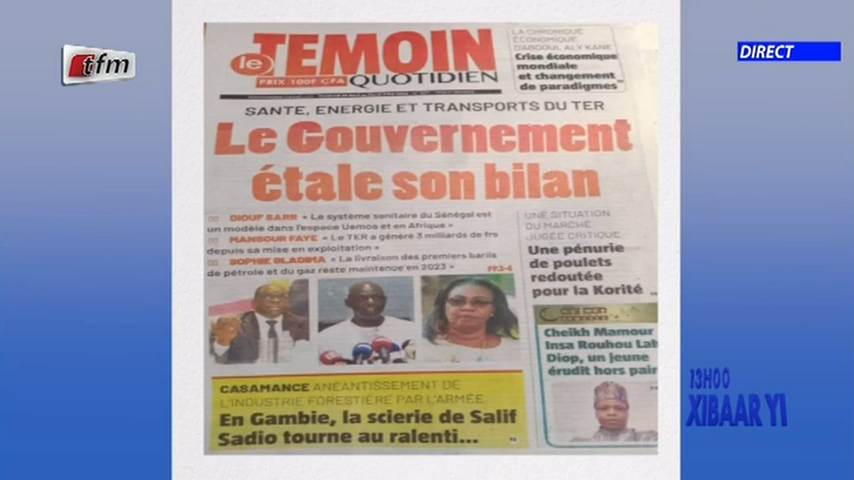 tfm
DIRECT
le TEMOIN
PRIX 100F CFA QUOTIDIEN
LA CHRONIQUE
ÉCONOMIQUE
D'ABDOUL ALY KANE
Crise économique
mondiale
et changement
de paradigmes
SANTE, ENERGIE ET TRANSPORTS DU TER
Le Gouvernement
étale son bilan
DIOUF SARR « Le système sanitaire du Sénégal est
un modèle dans l'espace Uemoa et en Afrique »
MANSOUR FAYE « Le TER a généré 3 milliards de frs
depuis sa mise en exploitation »
SOPHIE GLADIMA « La livraison des premiers barils
de pétrole et du gaz reste maintenue en 2023 » PP.3-4
UNE SITUATION
DU MARCHE
JUGÉE CRITIQUE
Une pénurie
de poulets
redoutée
pour la Korité
Cheikh Mamour
Insa Rouhou Lah
Diop, un jeune
érudit hors pair
CASAMANCE ANÉANTISSEMENT DE
L'INDUSTRIE FORESTIÈRE PAR L'ARMÉE
En Gambie, la scierie de Salif
Sadio tourne au ralenti...
13H00
XIBAAR YI